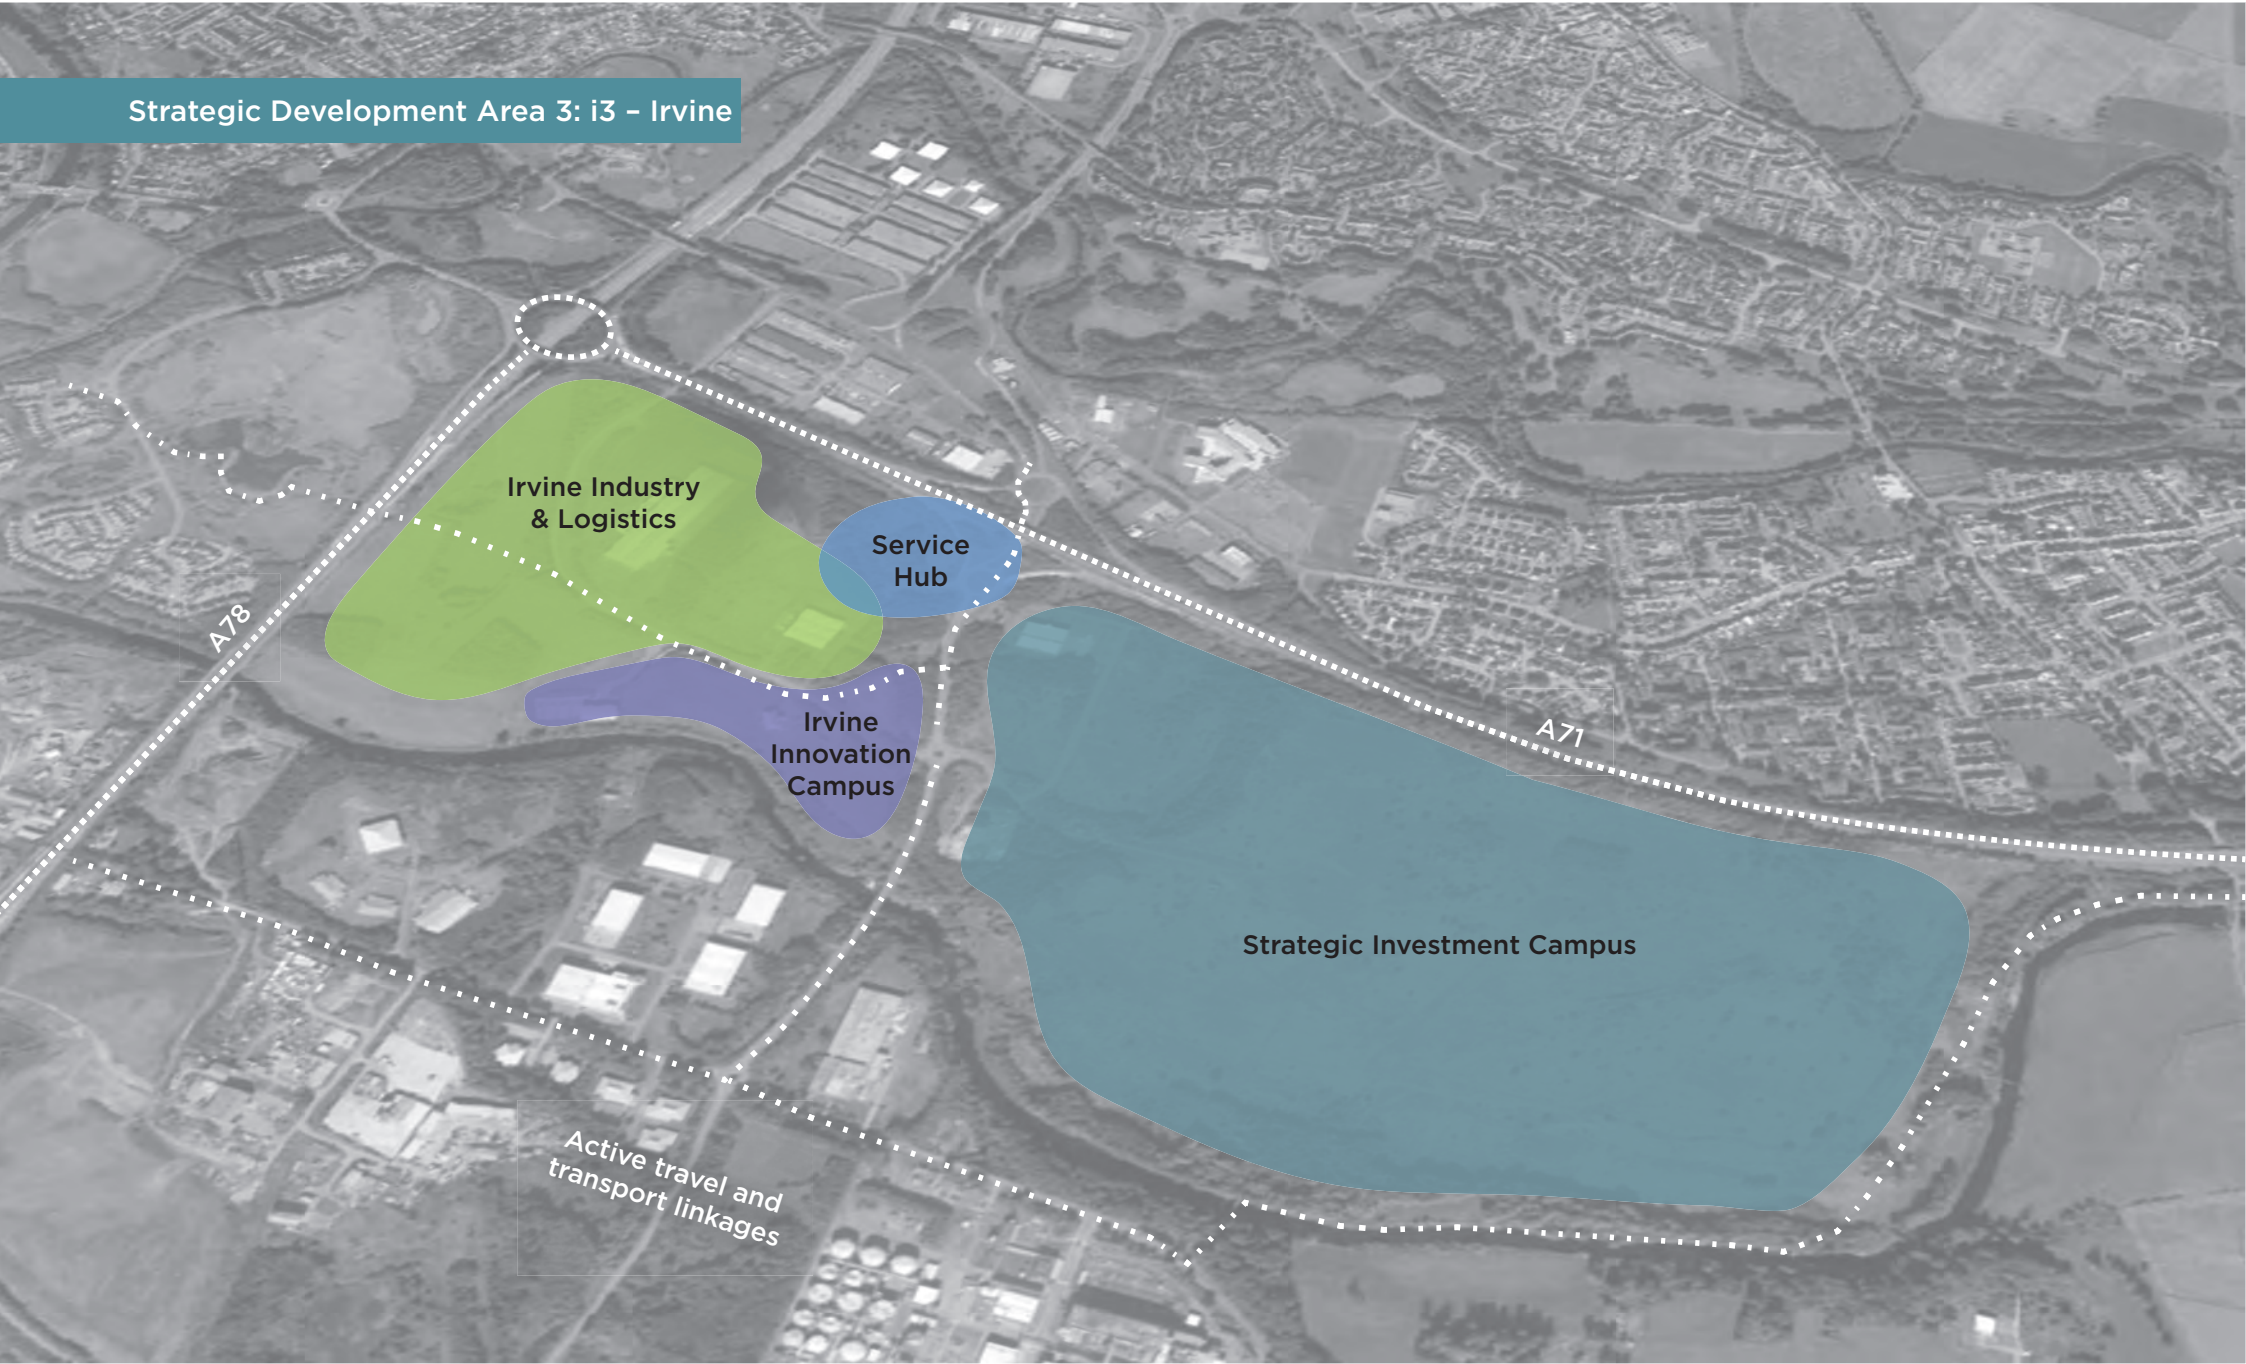 Strategic Development Area 3: i3 – Irvine
Irvine Industry
& Logistics
Service
Hub
A78
Irvine
Innovation
Campus
A71
Strategic Investment Campus
Active travel and
transport linkages